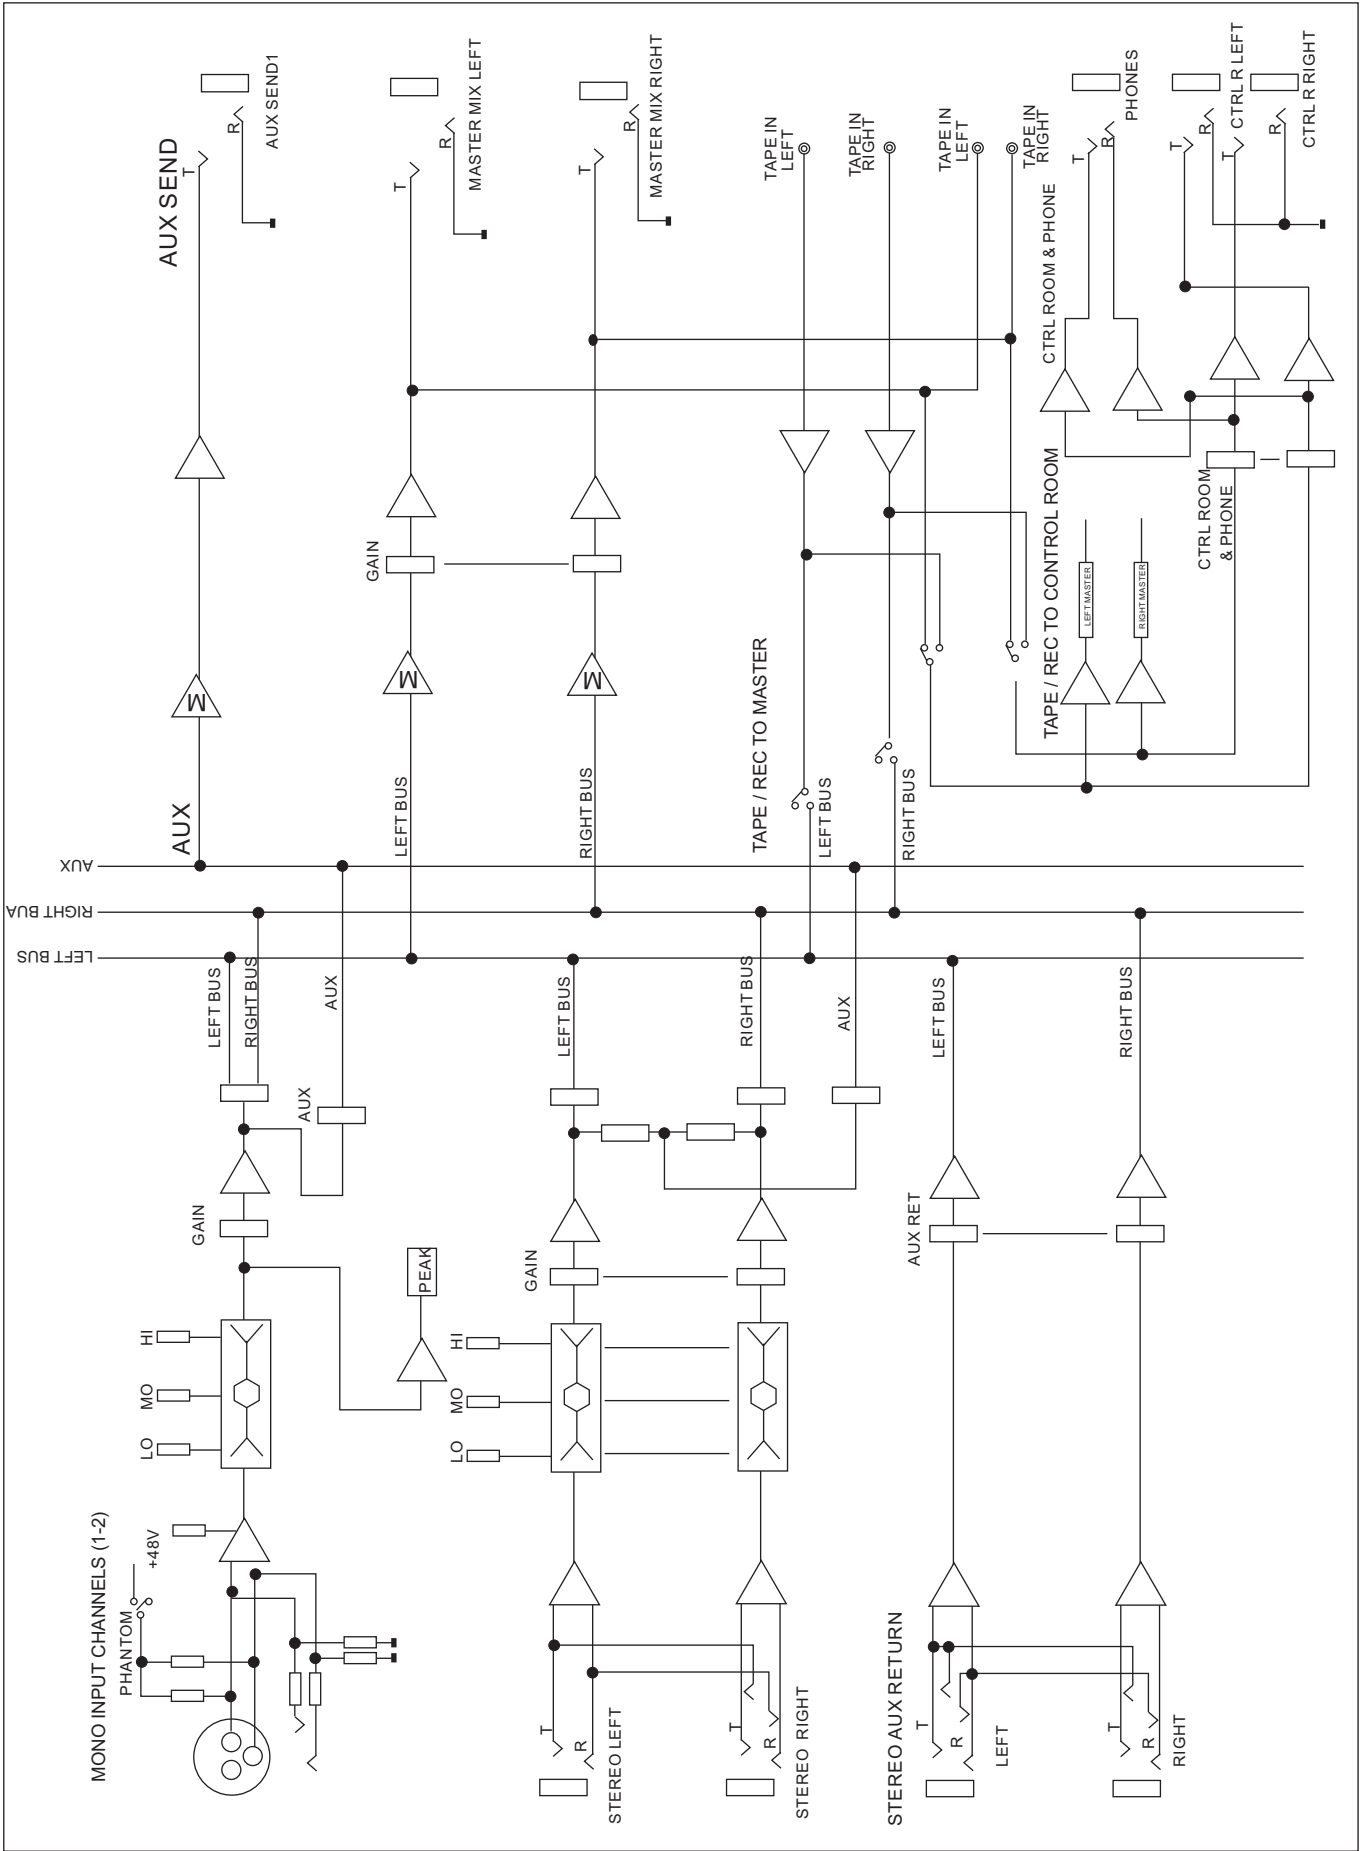 AUX SEND
T
R
AUX SEND1
T
R
MASTER MIX LEFT
T
R
MASTER MIX RIGHT
TAPE IN
LEFT
TAPE IN
RIGHT
TAPE IN
LEFT
TAPE IN
RIGHT
T
R
PHONES
T
R
T
CTRL R LEFT
R
CTRL R RIGHT
CTRL ROOM & PHONE
GAIN
M
M
M
AUX
LEFT BUS
RIGHT BUS
TAPE / REC TO MASTER
LEFT BUS
RIGHT BUS
TAPE / REC TO CONTROL ROOM
LEFT MASTER
RIGHT MASTER
CTRL ROOM
& PHONE
AUX
RIGHT BUA
LEFT BUS
LEFT BUS
RIGHT BUS
AUX
LEFT BUS
RIGHT BUS
AUX
LEFT BUS
RIGHT BUS
AUX
GAIN
PEAK
GAIN
AUX RET
HI
MO
LO
HI
MO
LO
MONO INPUT CHANNELS (1-2)
PHANTOM
+48V
T
R
STEREO LEFT
T
R
STEREO RIGHT
STEREO AUX RETURN
T
R
LEFT
T
R
RIGHT